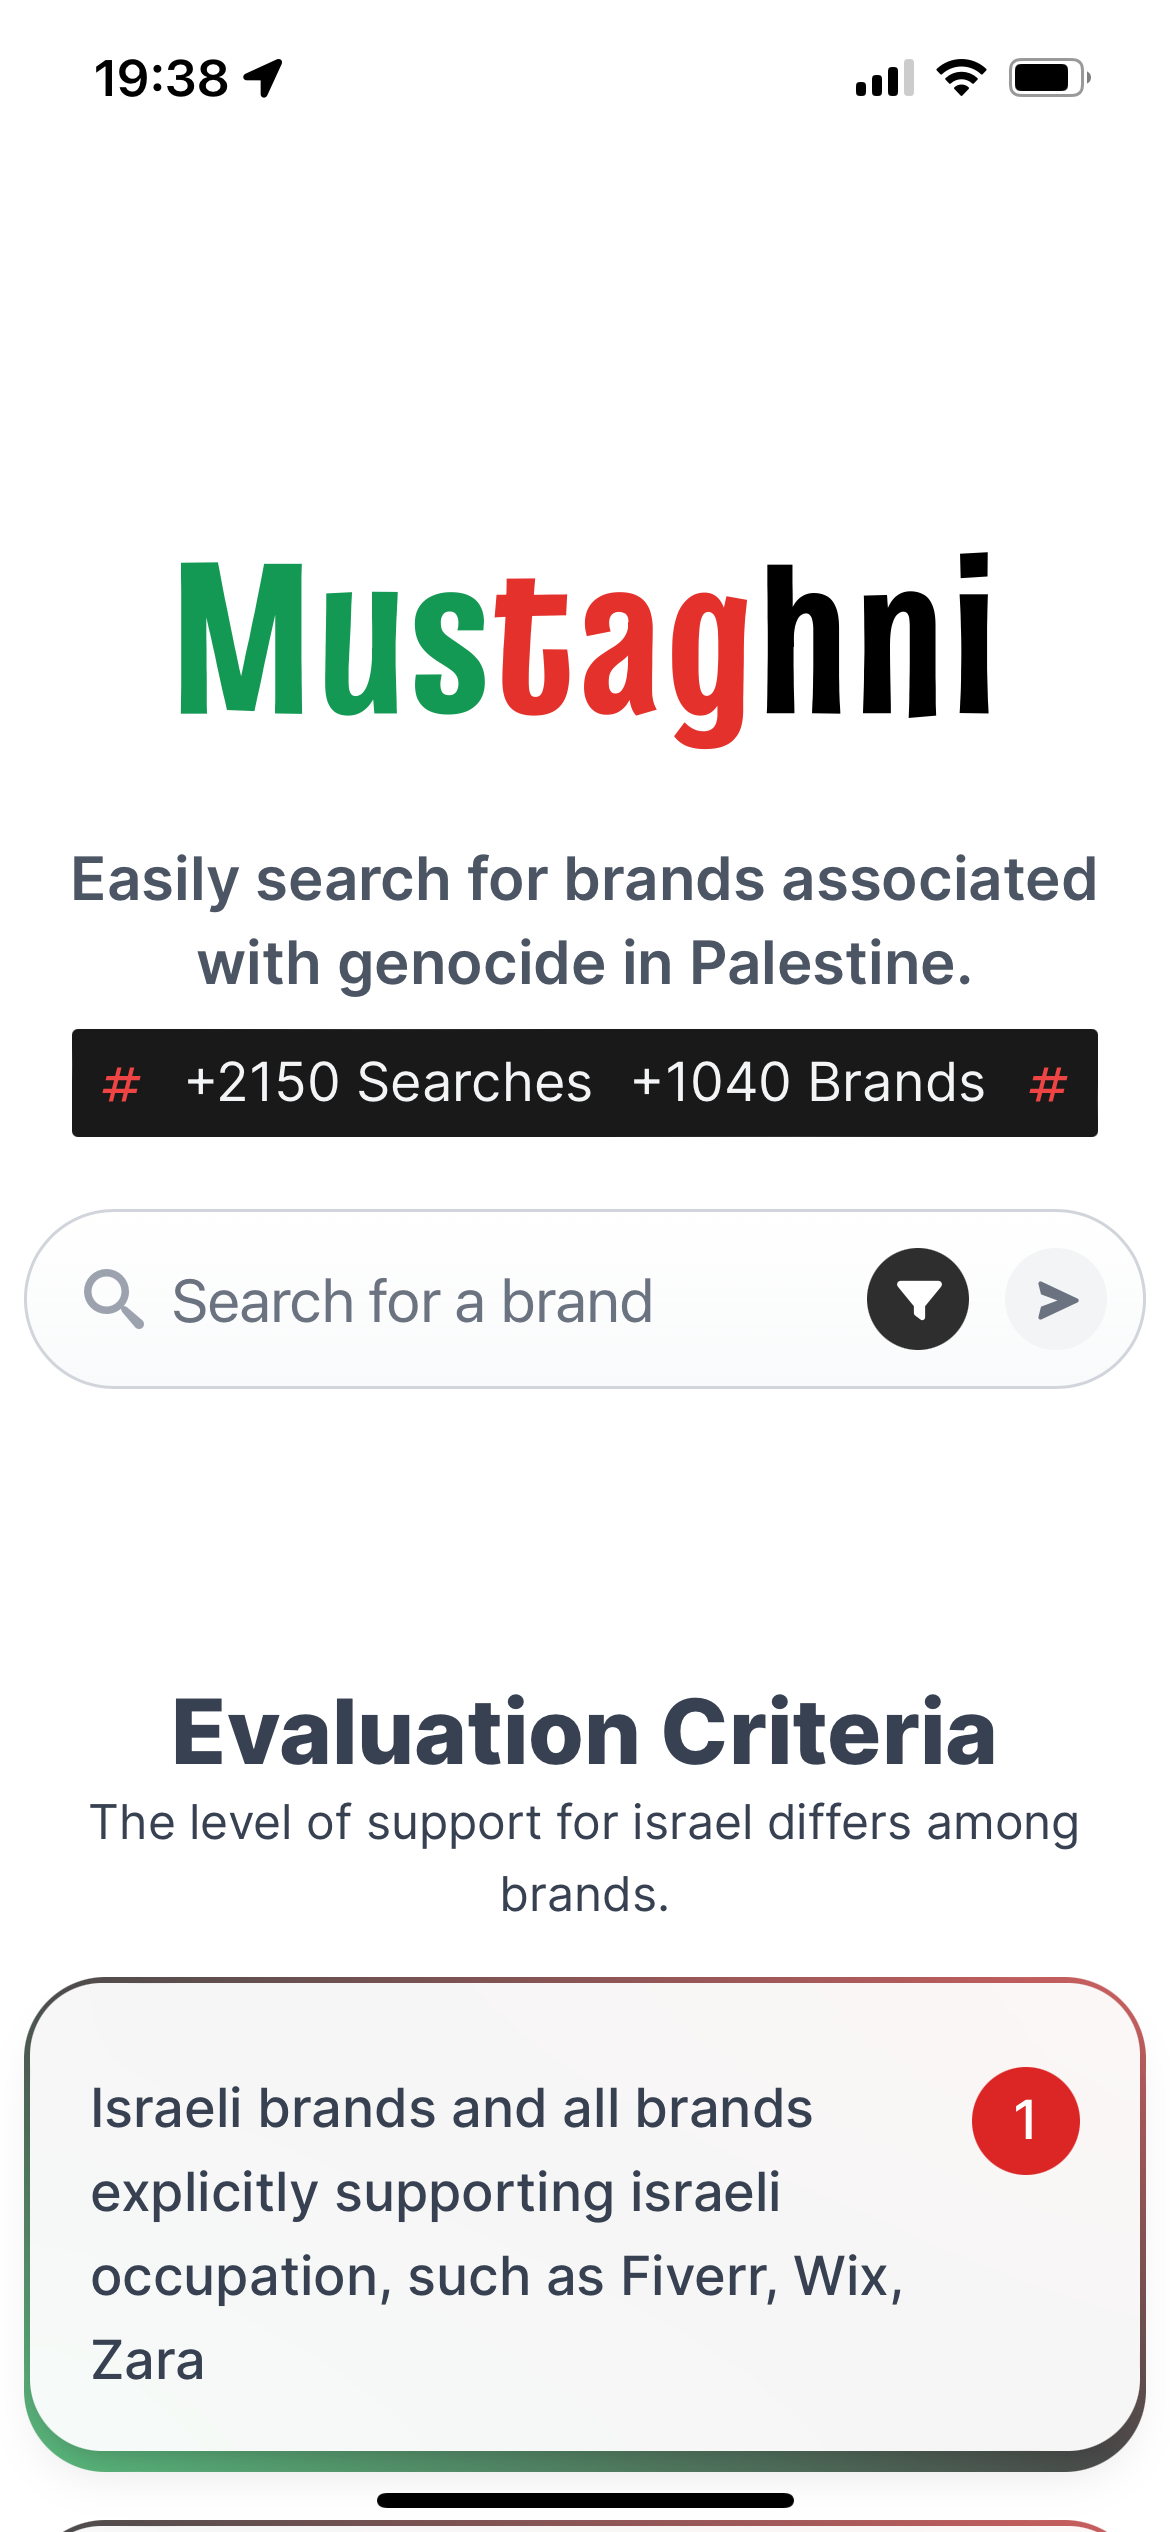 19:38
Mustaghni
Easily search for brands associated
with genocide in Palestine.
# +2150 Searches +1040 Brands #
Search for a brand
Evaluation Criteria
The level of support for israel differs among
brands.
Israeli brands and all brands
explicitly supporting israeli
occupation, such as Fiverr, Wix,
Zara
1